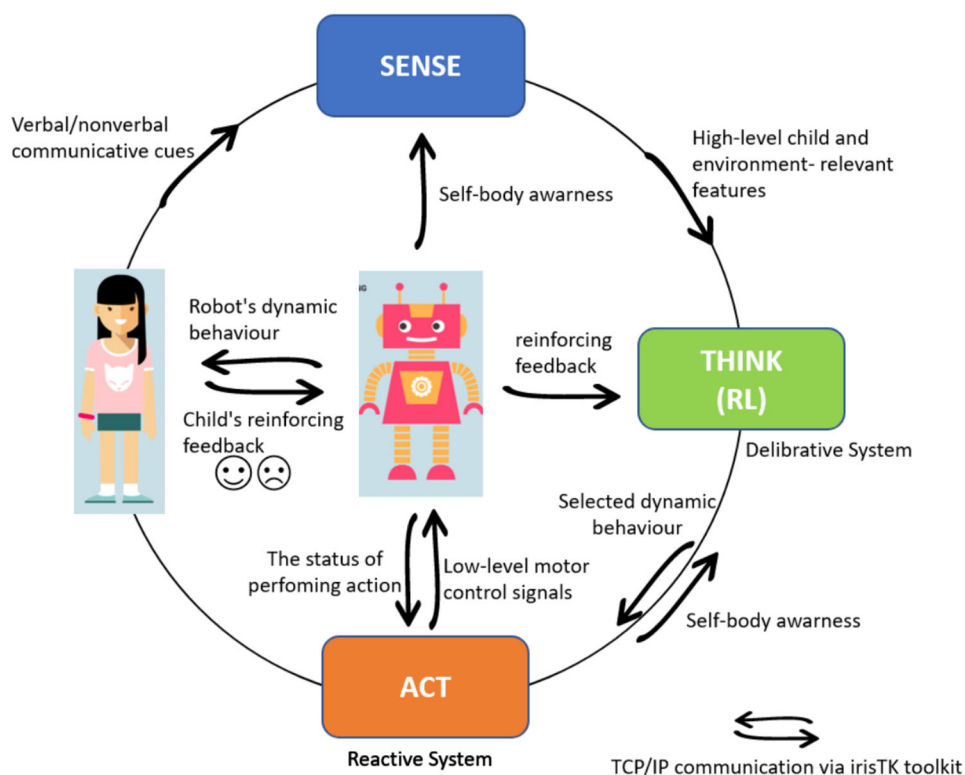 SENSE
Verbal/nonverbal
communicative cues
High-level child and
environment- relevant
features
Self-body awarness
NG
Robot's dynamic
behaviour
reinforcing
feedback
THINK
(RL)
Child's reinforcing
feedback
Delibrative System
Selected dynamic
behaviour
The status of
perfoming action
Low-level motor
control signals
Self-body awarness
ACT
Reactive System
TCP/IP communication via irisTK toolkit